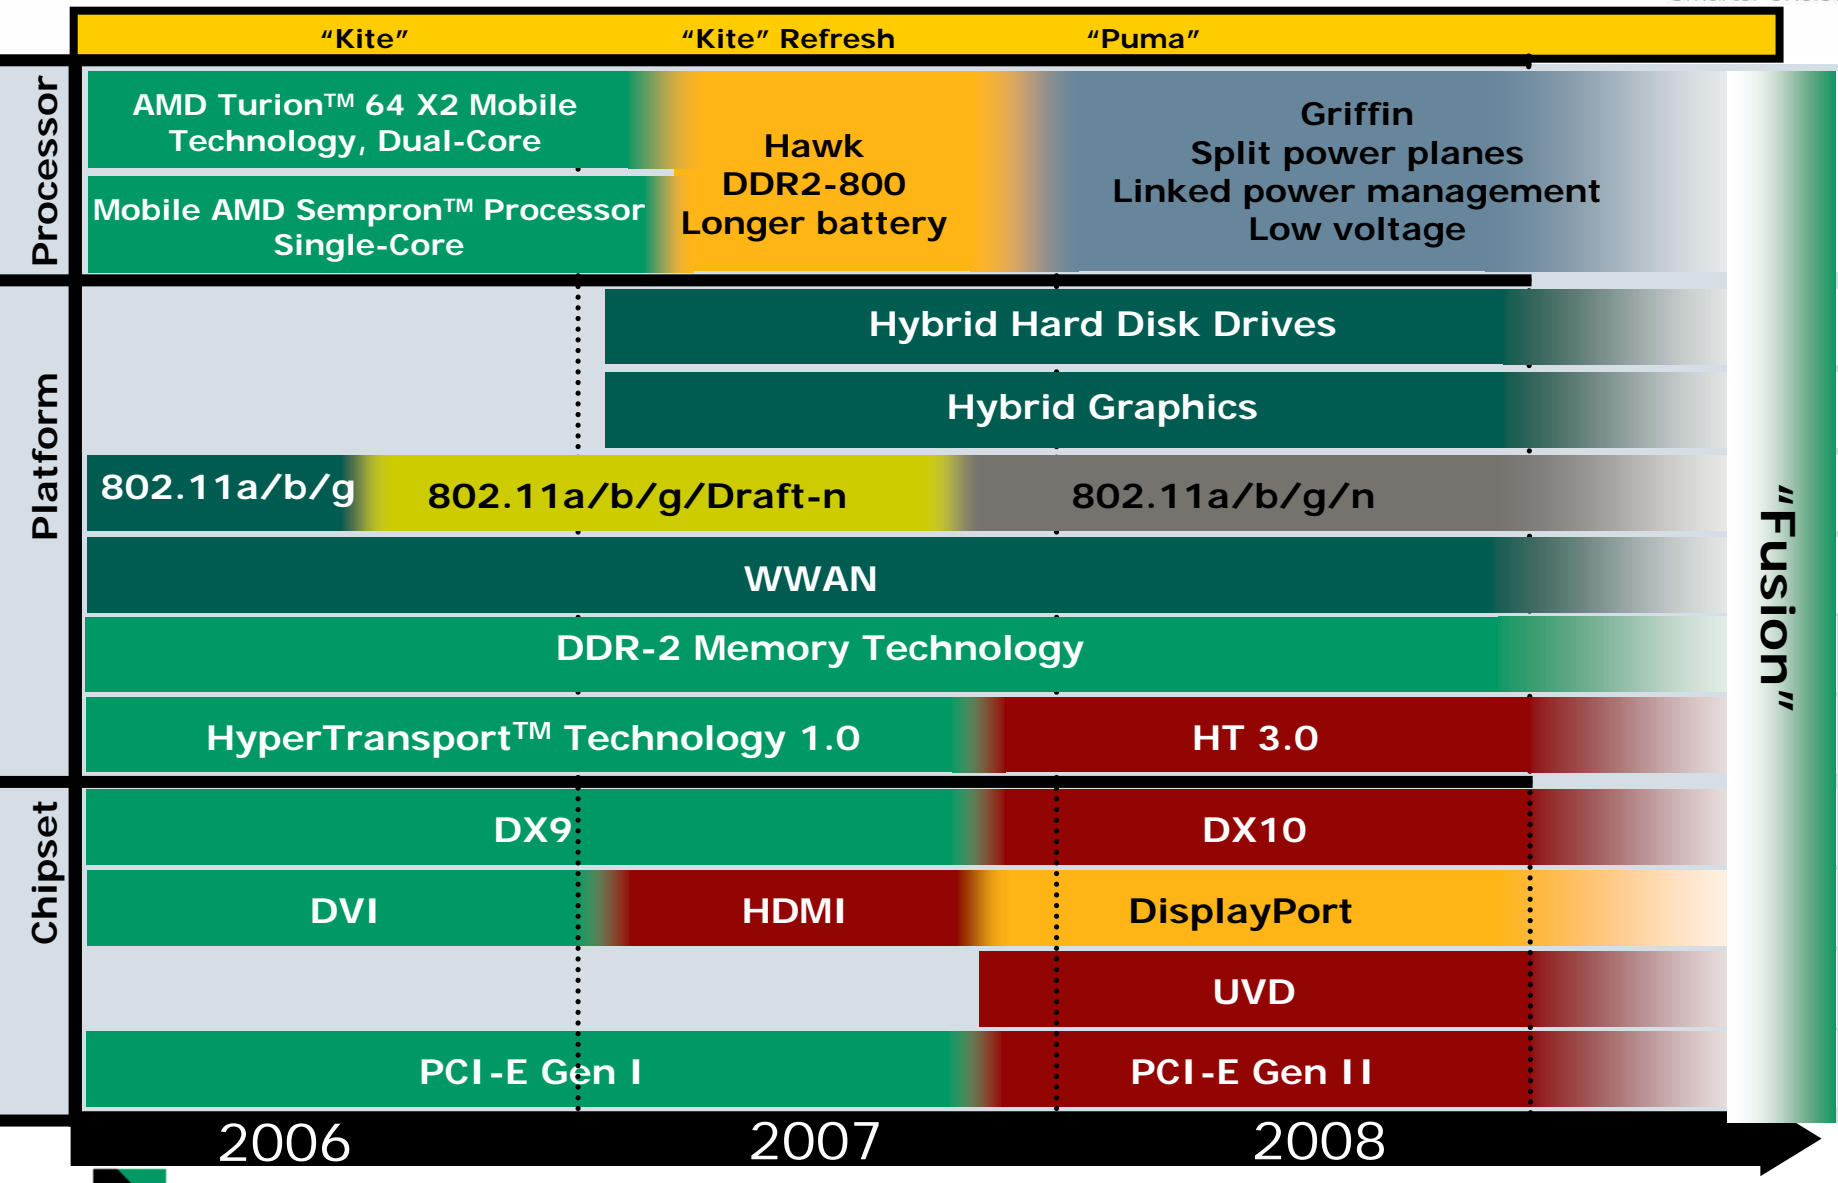 “Kite” “Kite” Refresh “Puma”
Processor
AMD Turion™ 64 X2 Mobile
Technology, Dual-Core
Mobile AMD Sempron™ Processor
Single-Core
Hawk
DDR2-800
Longer battery
Griffin
Split power planes
Linked power management
Low voltage
Platform
Hybrid Hard Disk Drives
Hybrid Graphics
802.11a/b/g 802.11a/b/g/Draft-n 802.11a/b/g/n
WWAN
DDR-2 Memory Technology
HyperTransport™ Technology 1.0 HT 3.0
“Fusion”
Chipset
DX9 DX10
DVI HDMI DisplayPort
UVD
PCI-E Gen I PCI-E Gen II
2006 2007 2008